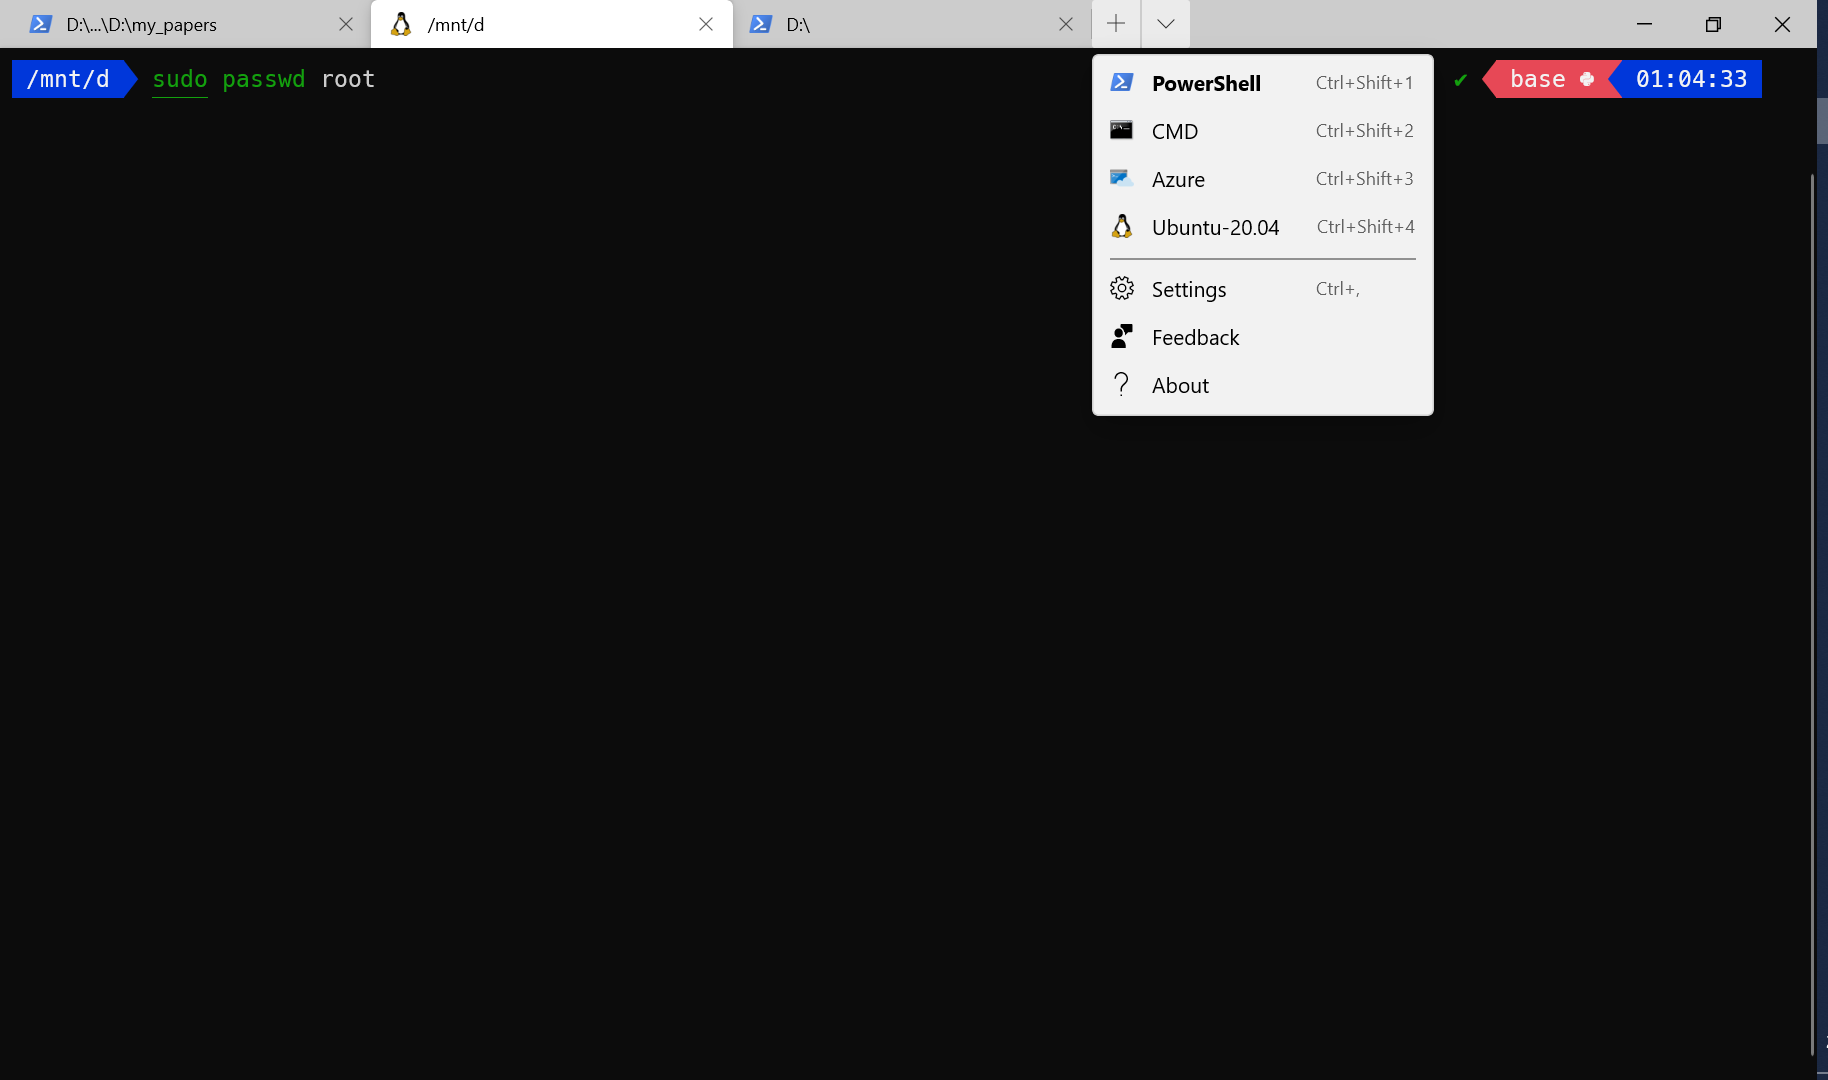 D:\...\D:\my_papers /mnt/d D:\
/mnt/d sudo passwd root
✔ base 01:04:33
PowerShell Ctrl+Shift+1
CMD Ctrl+Shift+2
Azure Ctrl+Shift+3
Ubuntu-20.04 Ctrl+Shift+4
Settings Ctrl+,
Feedback
About